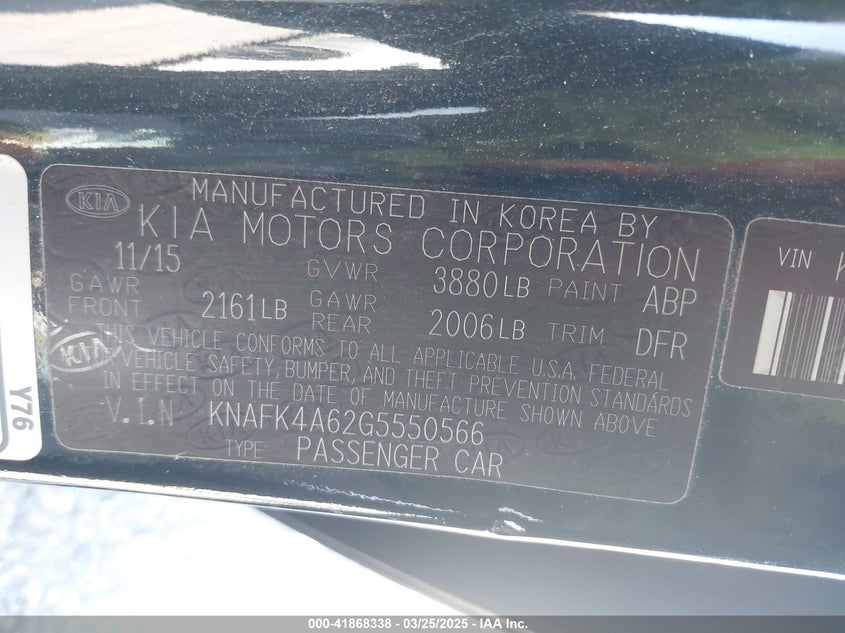 KIA
MANUFACTURED IN KOREA BY
KIA MOTORS CORPORATION
11/15 GVWR 3880LB PAINT ABP
GAWR FRONT 2161LB GAWR REAR 2006LB TRIM DFR
KIA
THIS VEHICLE CONFORMS TO ALL APPLICABLE U.S.A. FEDERAL
VEHICLE SAFETY, BUMPER, AND THEFT PREVENTION STANDARDS
IN EFFECT ON THE DATE OF MANUFACTURE SHOWN ABOVE
V.I.N KNAFK4A62G5550566
TYPE: PASSENGER CAR
VIN K
Y76
000-41868338 - 03/25/2025 - IAA Inc.